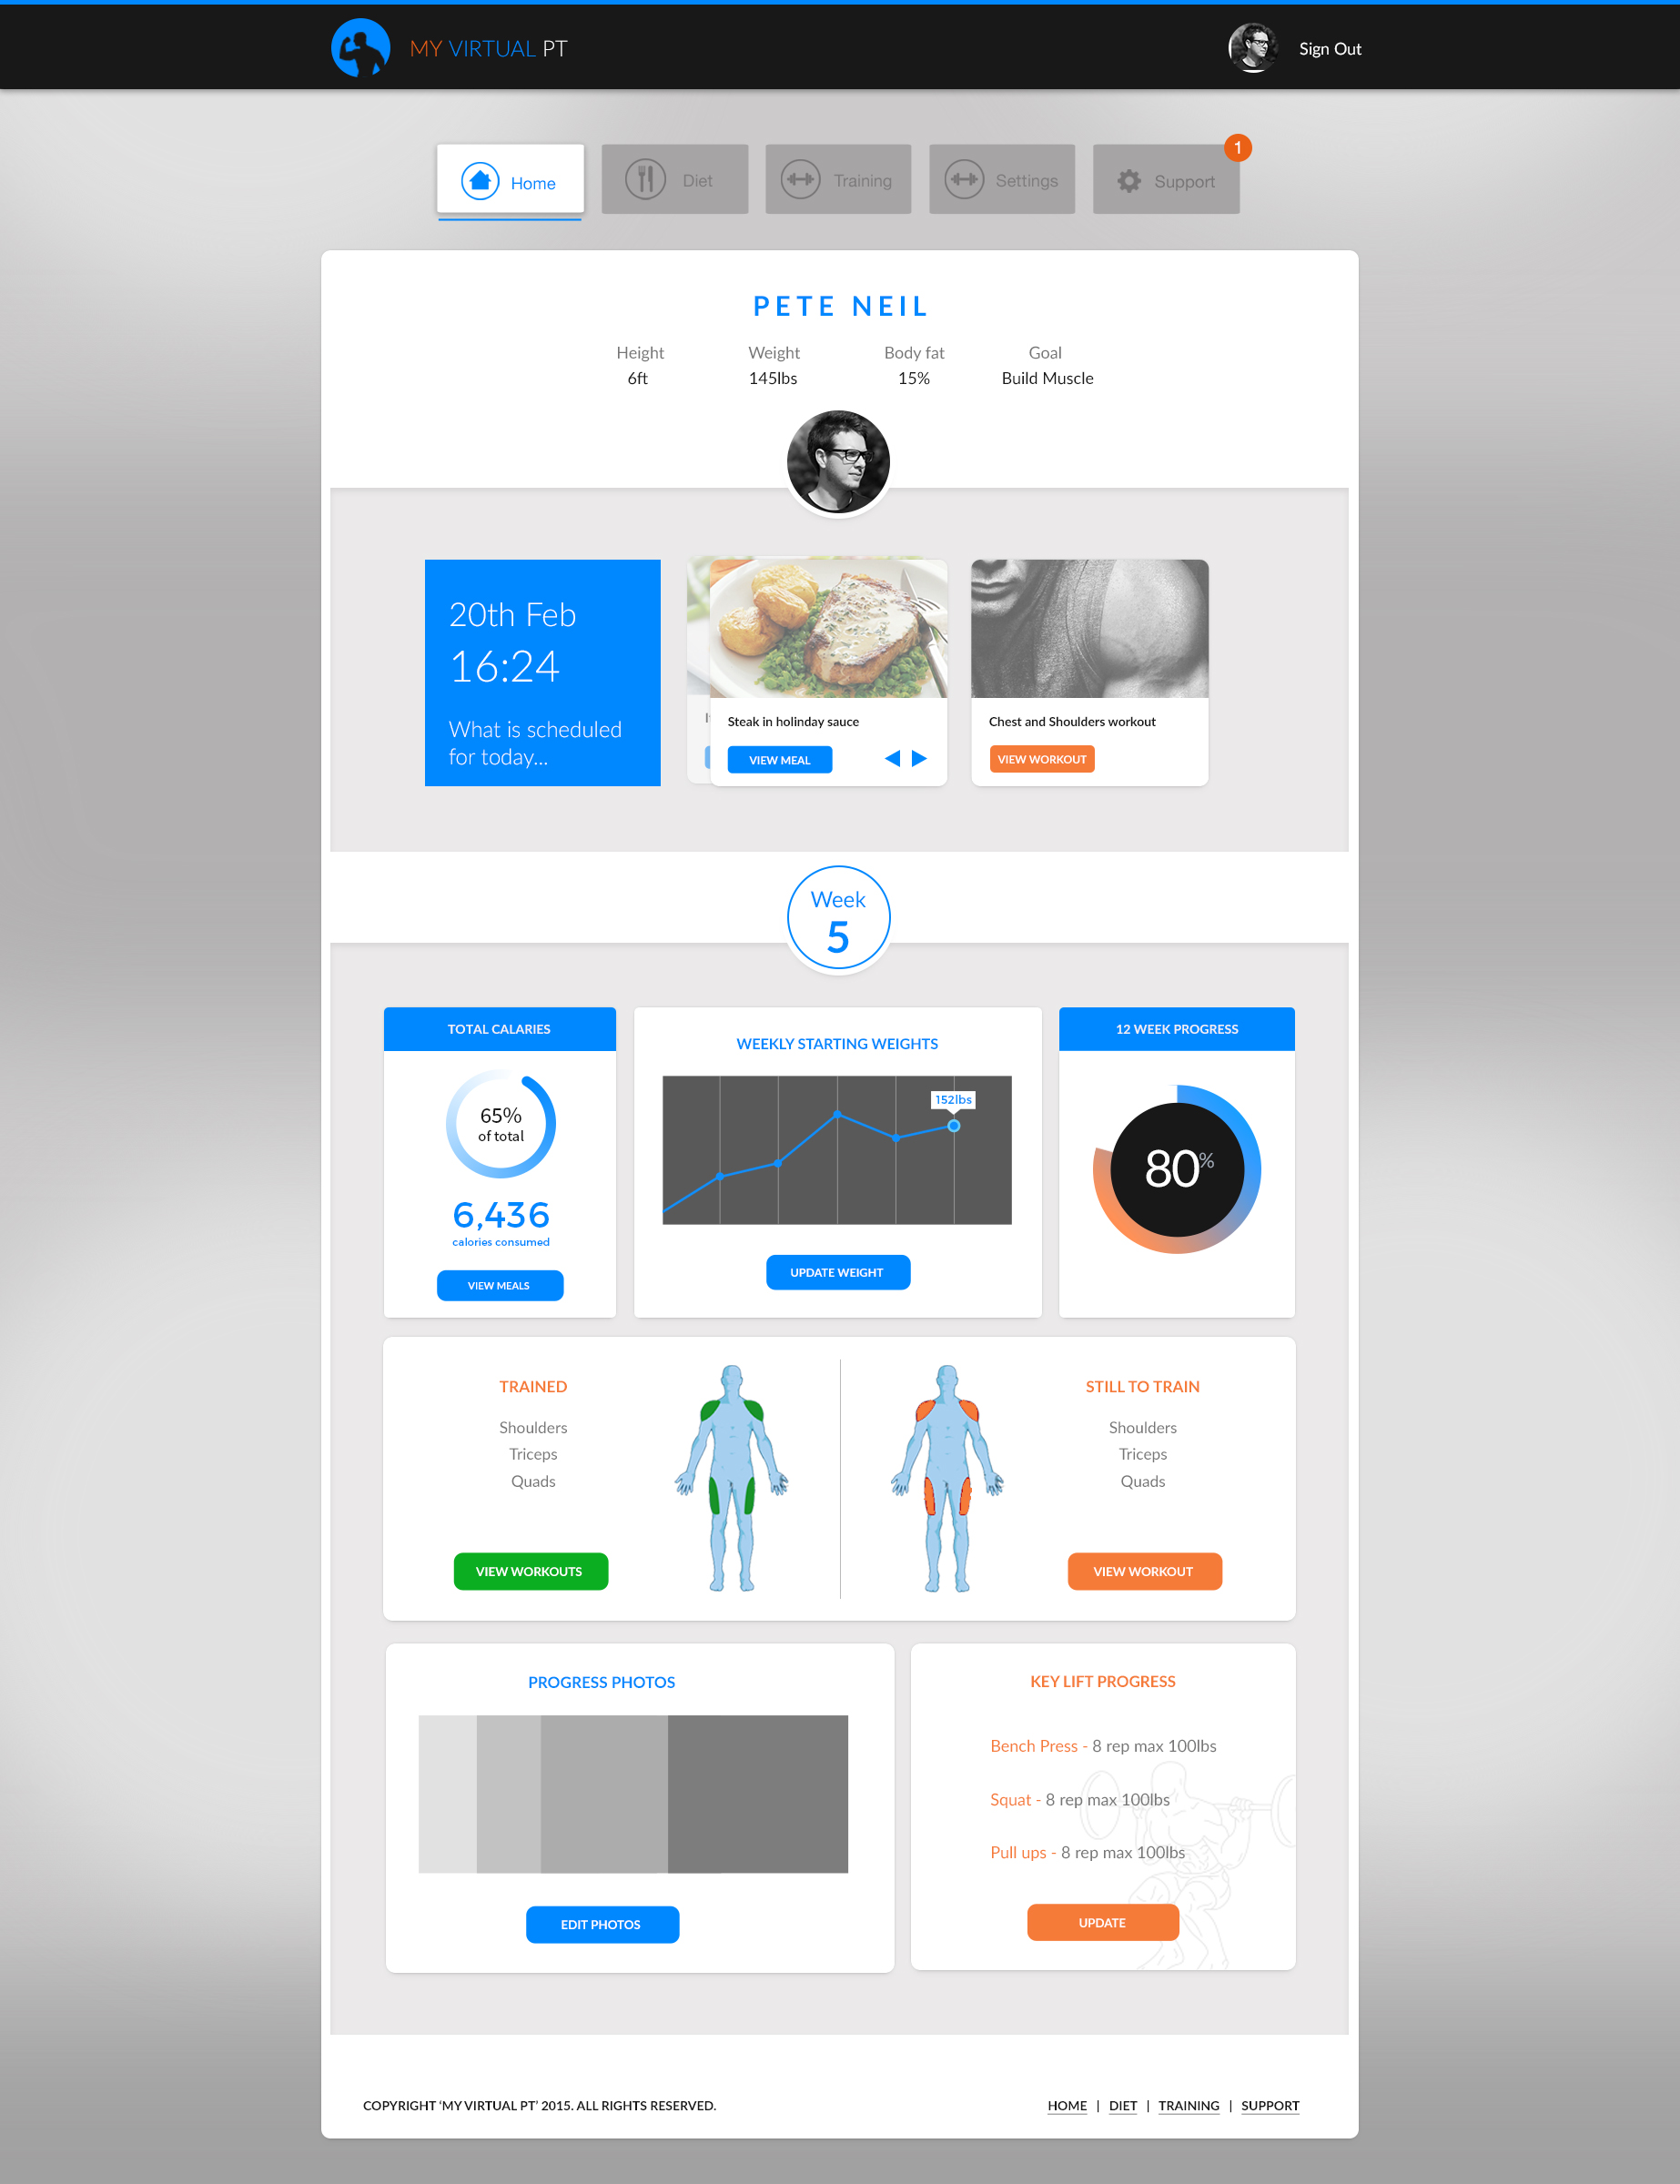 MY VIRTUAL PT
Sign Out
Home
Diet
Training
Settings
Support
1
PETE NEIL
Height
Weight
Body fat
Goal
6ft
145lbs
15%
Build Muscle
20th Feb
16:24
What is scheduled
for today...
Steak in holinday sauce
VIEW MEAL
Chest and Shoulders workout
VIEW WORKOUT
Week
5
TOTAL CALARIES
65%
of total
6,436
calories consumed
VIEW MEALS
WEEKLY STARTING WEIGHTS
152lbs
UPDATE WEIGHT
12 WEEK PROGRESS
80%
TRAINED
Shoulders
Triceps
Quads
VIEW WORKOUTS
STILL TO TRAIN
Shoulders
Triceps
Quads
VIEW WORKOUT
PROGRESS PHOTOS
EDIT PHOTOS
KEY LIFT PROGRESS
Bench Press - 8 rep max 100lbs
Squat - 8 rep max 100lbs
Pull ups - 8 rep max 100lbs
UPDATE
COPYRIGHT ‘MY VIRTUAL PT’ 2015. ALL RIGHTS RESERVED.
HOME | DIET | TRAINING | SUPPORT